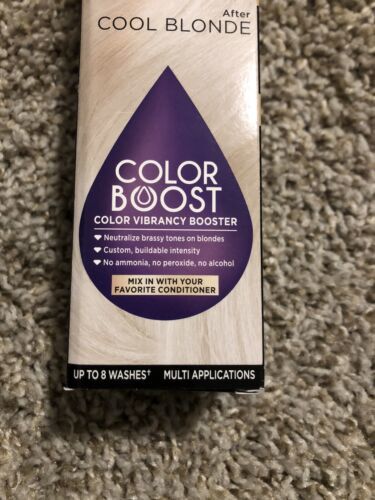 After
COOL BLONDE
COLOR
BOOST
COLOR VIBRANCY BOOSTER
Neutralize brassy tones on blondes
Custom, buildable intensity
No ammonia, no peroxide, no alcohol
MIX IN WITH YOUR
FAVORITE CONDITIONER
UP TO 8 WASHES† MULTI APPLICATIONS